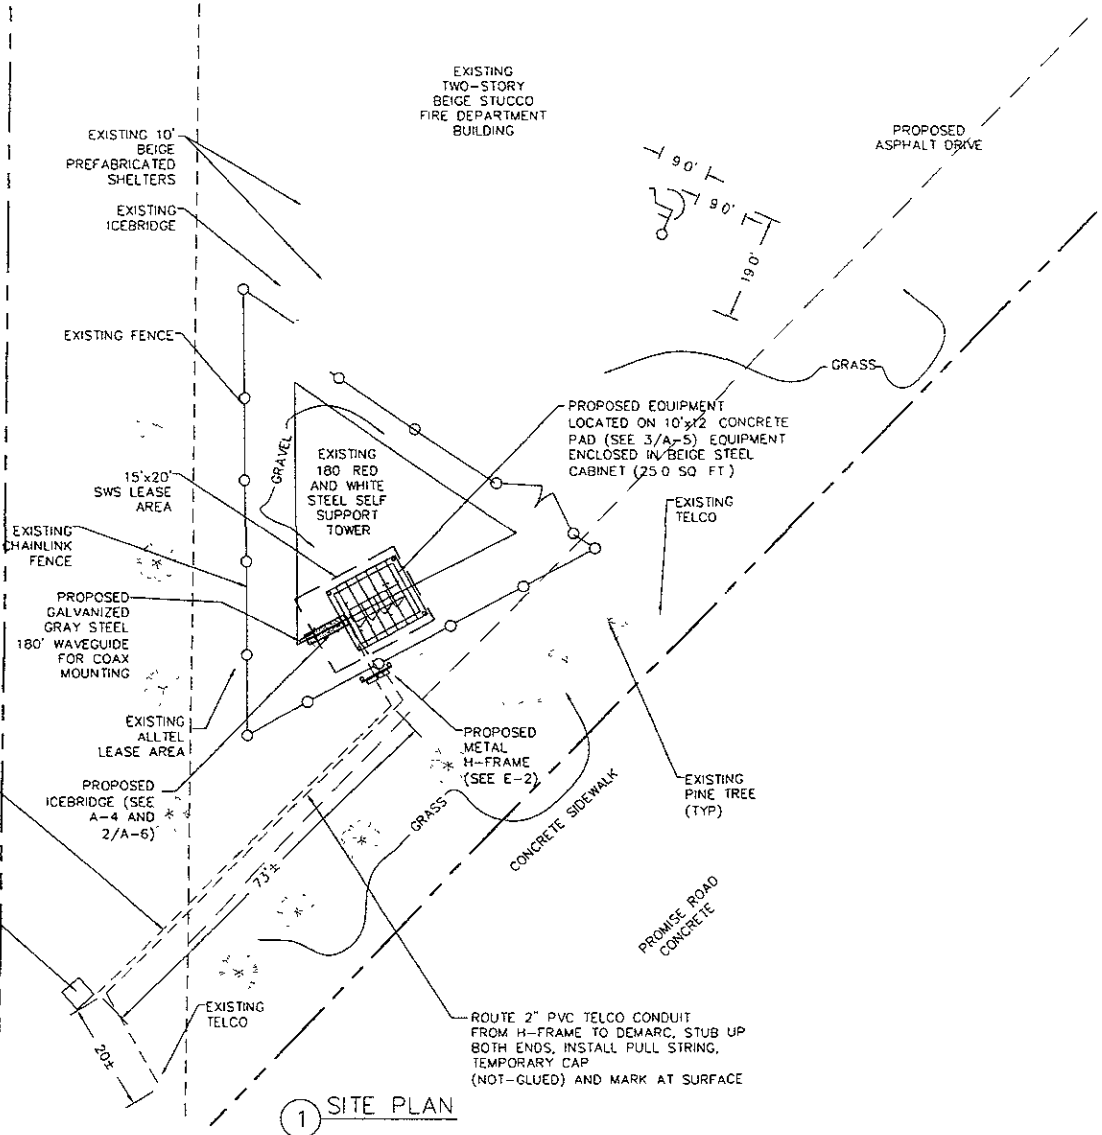 EXISTING
TWO-STORY
BEIGE STUCCO
FIRE DEPARTMENT
BUILDING
PROPOSED
ASPHALT DRIVE
EXISTING 10'
BEIGE
PREFABRICATED
SHELTERS
EXISTING
ICEBRIDGE
9 0'
9 0'
19 0'
EXISTING FENCE
GRASS
PROPOSED EQUIPMENT
LOCATED ON 10'x12 CONCRETE
PAD (SEE 3/A-5) EQUIPMENT
ENCLOSED IN BEIGE STEEL
CABINET (25 0 SQ FT)
GRAVEL
EXISTING
180 RED
AND WHITE
STEEL SELF
SUPPORT
TOWER
15'x20'
SWS LEASE
AREA
EXISTING
TELCO
EXISTING
CHAINLINK
FENCE
PROPOSED
GALVANIZED
GRAY STEEL
180' WAVEGUIDE
FOR COAX
MOUNTING
EXISTING
ALLTEL
LEASE AREA
PROPOSED
METAL
H-FRAME
(SEE E-2)
PROPOSED
ICEBRIDGE (SEE
A-4 AND
2/A-6)
EXISTING
PINE TREE
(TYP)
GRASS
CONCRETE SIDEWALK
73'±
PROMISE ROAD
CONCRETE
EXISTING
TELCO
20±
ROUTE 2" PVC TELCO CONDUIT
FROM H-FRAME TO DEMARC, STUB UP
BOTH ENDS, INSTALL PULL STRING,
TEMPORARY CAP
(NOT-GLUED) AND MARK AT SURFACE
1 SITE PLAN